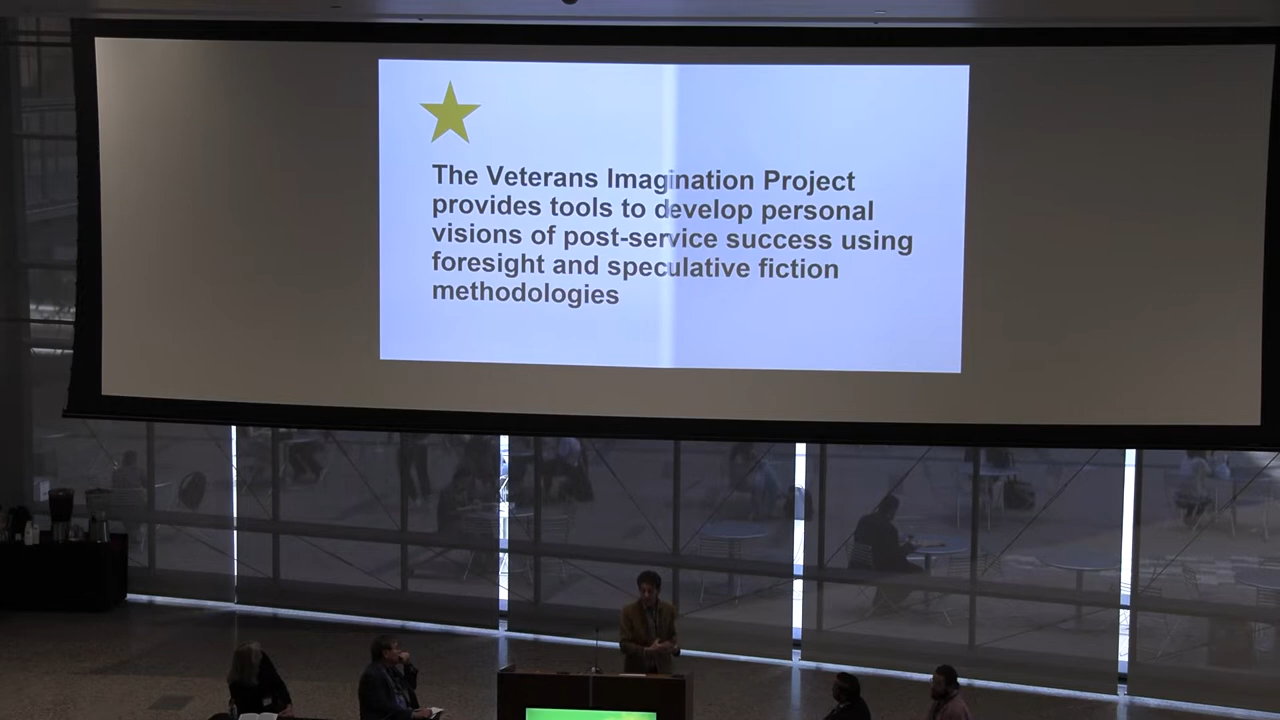 The Veterans Imagination Project
provides tools to develop personal
visions of post-service success using
foresight and speculative fiction
methodologies